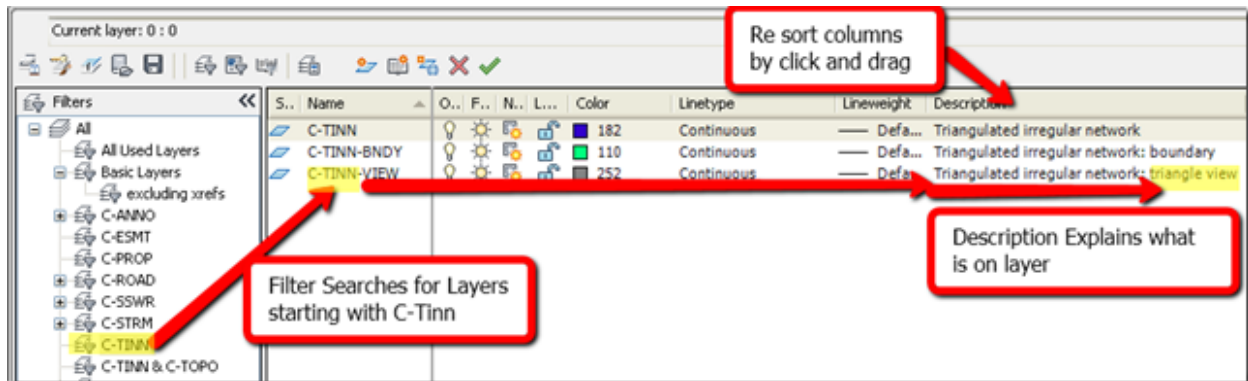 Current layer: 0 : 0
Re sort columns
by click and drag
Filters
S.. Name O.. F.. N.. L... Color Linetype Lineweight Description
All
All Used Layers
Basic Layers
excluding xrefs
C-ANNO
C-ESMT
C-PROP
C-ROAD
C-SSWR
C-STRM
C-TINN
C-TINN & C-TOPO
C-TINN 182 Continuous Defa... Triangulated irregular network
C-TINN-BNDY 110 Continuous Defa... Triangulated irregular network: boundary
C-TINN-VIEW 252 Continuous Defa... Triangulated irregular network: triangle view
Filter Searches for Layers
starting with C-Tinn
Description Explains what
is on layer